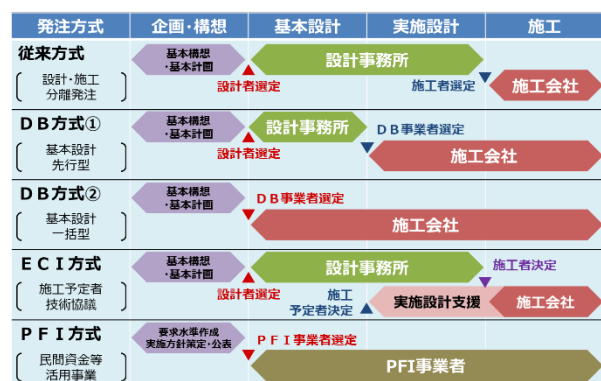 発注方式 企画・構想 基本設計 実施設計 施工
従来方式
設計・施工
分離発注
基本構想
・基本計画
設計者選定
設計事務所
施工者選定
施工会社
DB方式①
基本設計
先行型
基本構想
・基本計画
設計者選定
設計事務所
DB事業者選定
施工会社
DB方式②
基本設計
一括型
基本構想
・基本計画
DB事業者選定
施工会社
ECI方式
施工予定者
技術協議
基本構想
・基本計画
設計者選定
設計事務所
施工者決定
施工
予定者決定
実施設計支援
施工会社
PFI方式
民間資金等
活用事業
要求水準作成
実施方針策定・公表
PFI事業者選定
PFI事業者